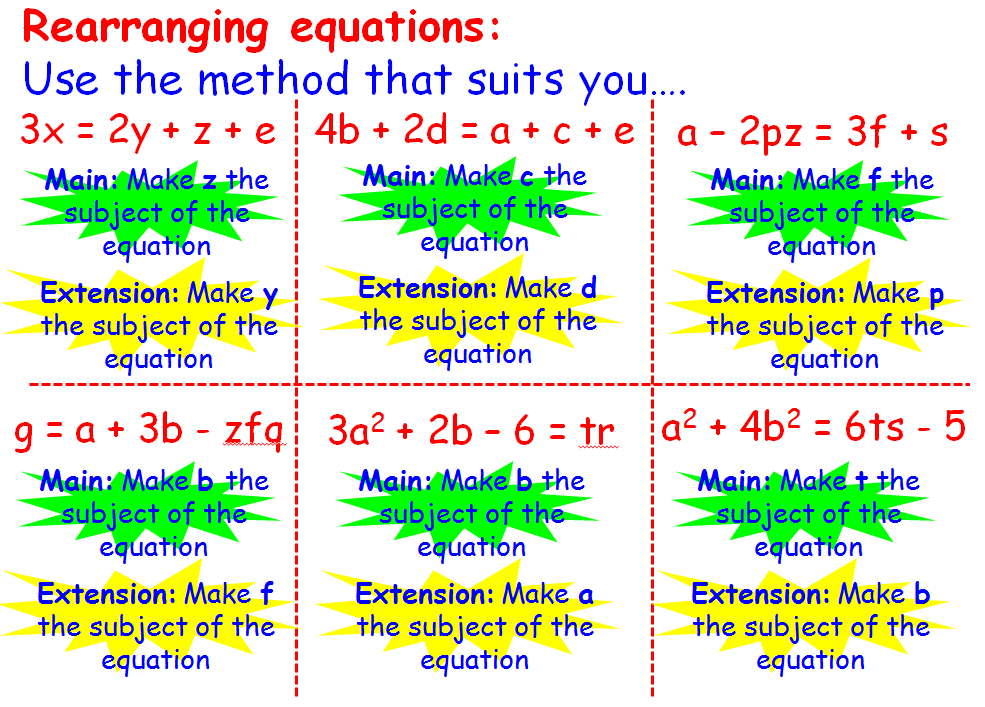 Rearranging equations:
Use the method that suits you….
3x = 2y + z + e
Main: Make z the
subject of the
equation
Extension: Make y
the subject of the
equation
4b + 2d = a + c + e
Main: Make c the
subject of the
equation
Extension: Make d
the subject of the
equation
a – 2pz = 3f + s
Main: Make f the
subject of the
equation
Extension: Make p
the subject of the
equation
g = a + 3b - zfq
Main: Make b the
subject of the
equation
Extension: Make f
the subject of the
equation
3a² + 2b – 6 = tr
Main: Make b the
subject of the
equation
Extension: Make a
the subject of the
equation
a² + 4b² = 6ts - 5
Main: Make t the
subject of the
equation
Extension: Make b
the subject of the
equation